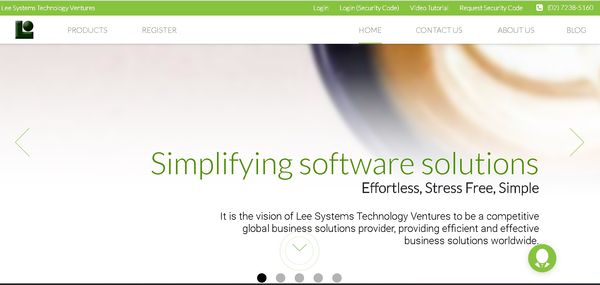 Lee Systems Technology Ventures
Login Login (Security Code) Video Tutorial Request Security Code (02) 7238-5160
PRODUCTS REGISTER HOME CONTACT US ABOUT US BLOG
Simplifying software solutions
Effortless, Stress Free, Simple
It is the vision of Lee Systems Technology Ventures to be a competitive
global business solutions provider, providing efficient and effective
business solutions worldwide.